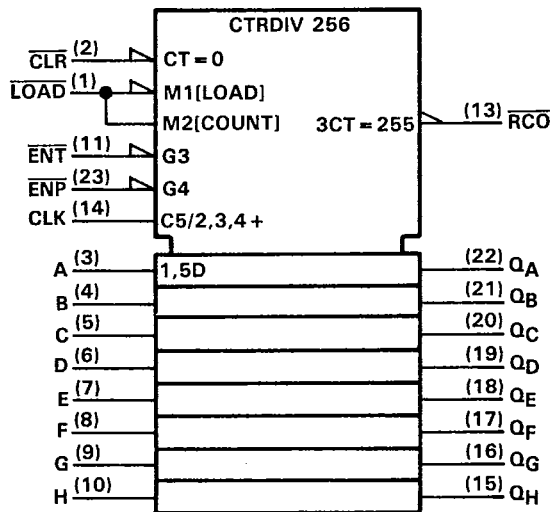 CTRDIV 256
CLR (2) CT = 0
LOAD (1) M1[LOAD]
M2[COUNT] 3CT = 255 (13) RCO
ENT (11) G3
ENP (23) G4
CLK (14) C5/2,3,4 +
A (3) 1,5D (22) QA
B (4) (21) QB
C (5) (20) QC
D (6) (19) QD
E (7) (18) QE
F (8) (17) QF
G (9) (16) QG
H (10) (15) QH